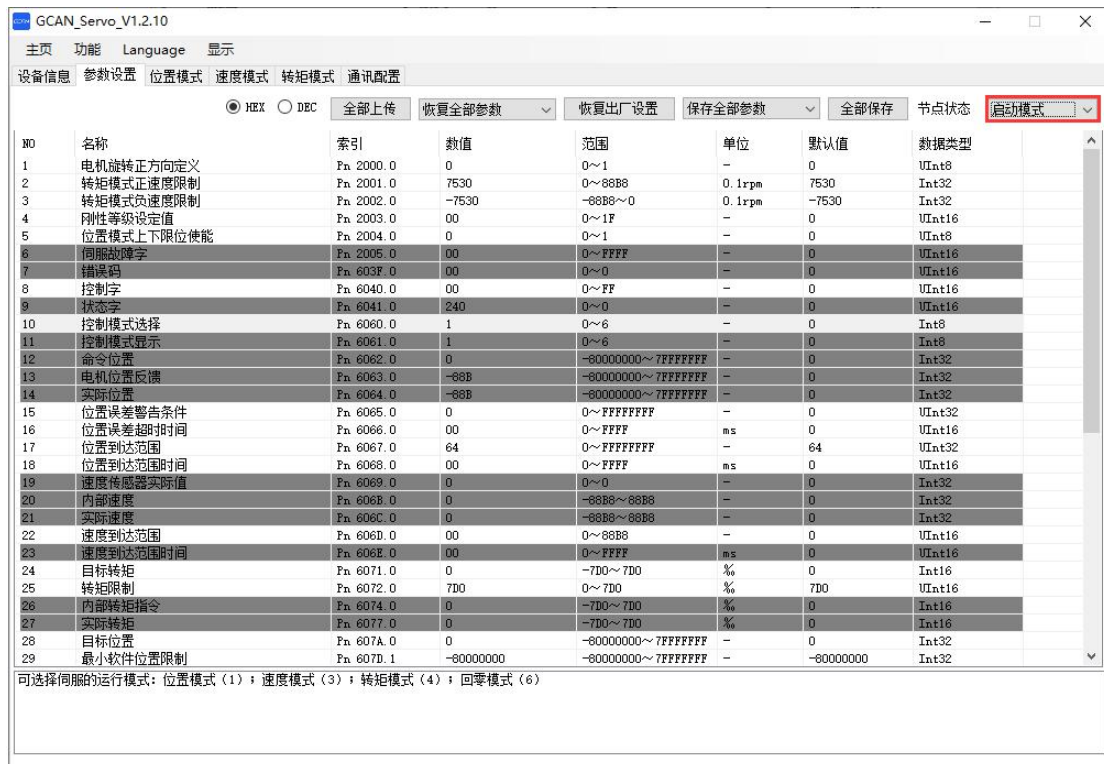 GCAN_Servo_V1.2.10
主页 功能 Language 显示
设备信息 参数设置 位置模式 速度模式 转矩模式 通讯配置
HEX DEC 全部上传 恢复全部参数 恢复出厂设置 保存全部参数 全部保存 节点状态 启动模式
NO 名称 索引 数值 范围 单位 默认值 数据类型
1 电机旋转正方向定义 Pn 2000.0 0 0～1 - 0 UInt8
2 转矩模式正速度限制 Pn 2001.0 7530 0～88B8 0.1rpm 7530 Int32
3 转矩模式负速度限制 Pn 2002.0 -7530 -88B8～0 0.1rpm -7530 Int32
4 刚性等级设定值 Pn 2003.0 00 0～1F - 0 UInt16
5 位置模式上下限位使能 Pn 2004.0 0 0～1 - 0 UInt8
6 伺服故障字 Pn 2005.0 00 0～FFFF - 0 UInt16
7 错误码 Pn 603F.0 00 0～0 - 0 UInt16
8 控制字 Pn 6040.0 00 0～FF - 0 UInt16
9 状态字 Pn 6041.0 240 0～0 - 0 UInt16
10 控制模式选择 Pn 6060.0 1 0～6 - 0 Int8
11 控制模式显示 Pn 6061.0 1 0～6 - 0 Int8
12 命令位置 Pn 6062.0 0 -80000000～7FFFFFFF - 0 Int32
13 电机位置反馈 Pn 6063.0 -88B -80000000～7FFFFFFF - 0 Int32
14 实际位置 Pn 6064.0 -88B -80000000～7FFFFFFF - 0 Int32
15 位置误差警告条件 Pn 6065.0 0 0～FFFFFFFF - 0 UInt32
16 位置误差超时时间 Pn 6066.0 00 0～FFFF ms 0 UInt16
17 位置到达范围 Pn 6067.0 64 0～FFFFFFFF - 64 UInt32
18 位置到达范围时间 Pn 6068.0 00 0～FFFF ms 0 UInt16
19 速度传感器实际值 Pn 6069.0 0 0～0 - 0 Int32
20 内部速度 Pn 606B.0 0 -88B8～88B8 - 0 Int32
21 实际速度 Pn 606C.0 0 -88B8～88B8 - 0 Int32
22 速度到达范围 Pn 606D.0 00 0～88B8 - 0 UInt16
23 速度到达范围时间 Pn 606E.0 00 0～FFFF ms 0 UInt16
24 目标转矩 Pn 6071.0 0 -7D0～7D0 ‰ 0 Int16
25 转矩限制 Pn 6072.0 7D0 0～7D0 ‰ 7D0 UInt16
26 内部转矩指令 Pn 6074.0 0 -7D0～7D0 ‰ 0 Int16
27 实际转矩 Pn 6077.0 0 -7D0～7D0 ‰ 0 Int16
28 目标位置 Pn 607A.0 0 -80000000～7FFFFFFF - 0 Int32
29 最小软件位置限制 Pn 607D.1 -80000000 -80000000～7FFFFFFF - -80000000 Int32
可选择伺服的运行模式：位置模式（1）；速度模式（3）；转矩模式（4）；回零模式（6）